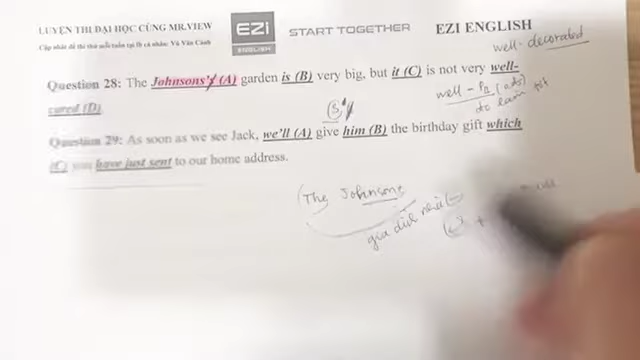 LUYỆN THI ĐẠI HỌC CÙNG MR.VIEW
Cập nhật đề thi thử mỗi tuần tại fb cá nhân: Vũ Văn Cảnh
EZi
ENGLISH
START TOGETHER
EZI ENGLISH
well-decorated
Question 28: The Johnsons' (A) garden is (B) very big, but it (C) is not very well-
cared (D).
well - P2 (ađs)
Question 29: As soon as we see Jack, we'll (A) give him (B) the birthday gift which
(C) you have just sent to our home address.
(The Johnsons
gia đình nhà